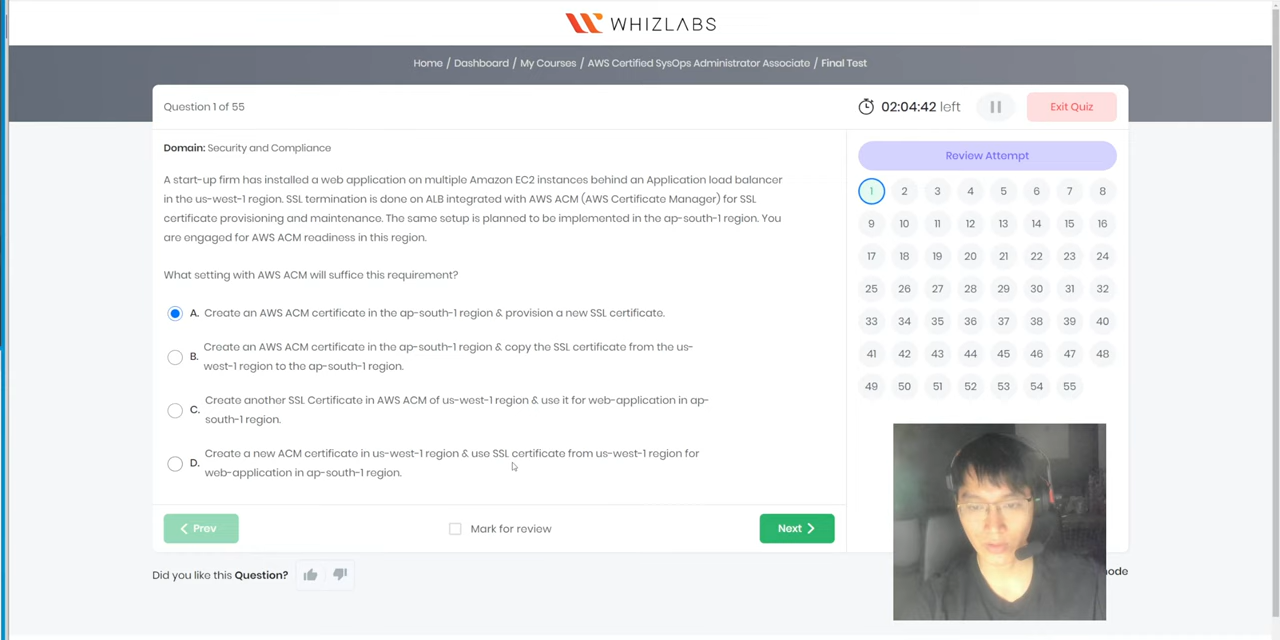 WHIZLABS
Home / Dashboard / My Courses / AWS Certified SysOps Administrator Associate / Final Test
Question 1 of 55
02:04:42 left
Exit Quiz
Domain: Security and Compliance
A start-up firm has installed a web application on multiple Amazon EC2 instances behind an Application load balancer
in the us-west-1 region. SSL termination is done on ALB integrated with AWS ACM (AWS Certificate Manager) for SSL
certificate provisioning and maintenance. The same setup is planned to be implemented in the ap-south-1 region. You
are engaged for AWS ACM readiness in this region.
What setting with AWS ACM will suffice this requirement?
A. Create an AWS ACM certificate in the ap-south-1 region & provision a new SSL certificate.
B. Create an AWS ACM certificate in the ap-south-1 region & copy the SSL certificate from the us-
west-1 region to the ap-south-1 region.
C. Create another SSL Certificate in AWS ACM of us-west-1 region & use it for web-application in ap-
south-1 region.
D. Create a new ACM certificate in us-west-1 region & use SSL certificate from us-west-1 region for
web-application in ap-south-1 region.
Prev
Mark for review
Next
Did you like this Question?
Review Attempt
1 2 3 4 5 6 7 8
9 10 11 12 13 14 15 16
17 18 19 20 21 22 23 24
25 26 27 28 29 30 31 32
33 34 35 36 37 38 39 40
41 42 43 44 45 46 47 48
49 50 51 52 53 54 55